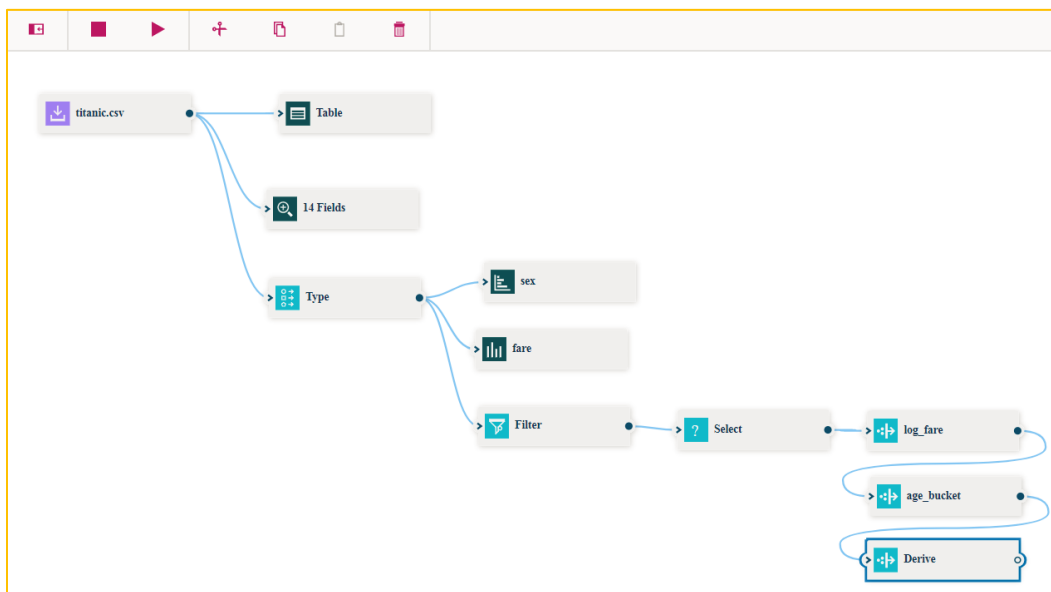 titanic.csv
Table
14 Fields
Type
sex
fare
Filter
? Select
log_fare
age_bucket
Derive